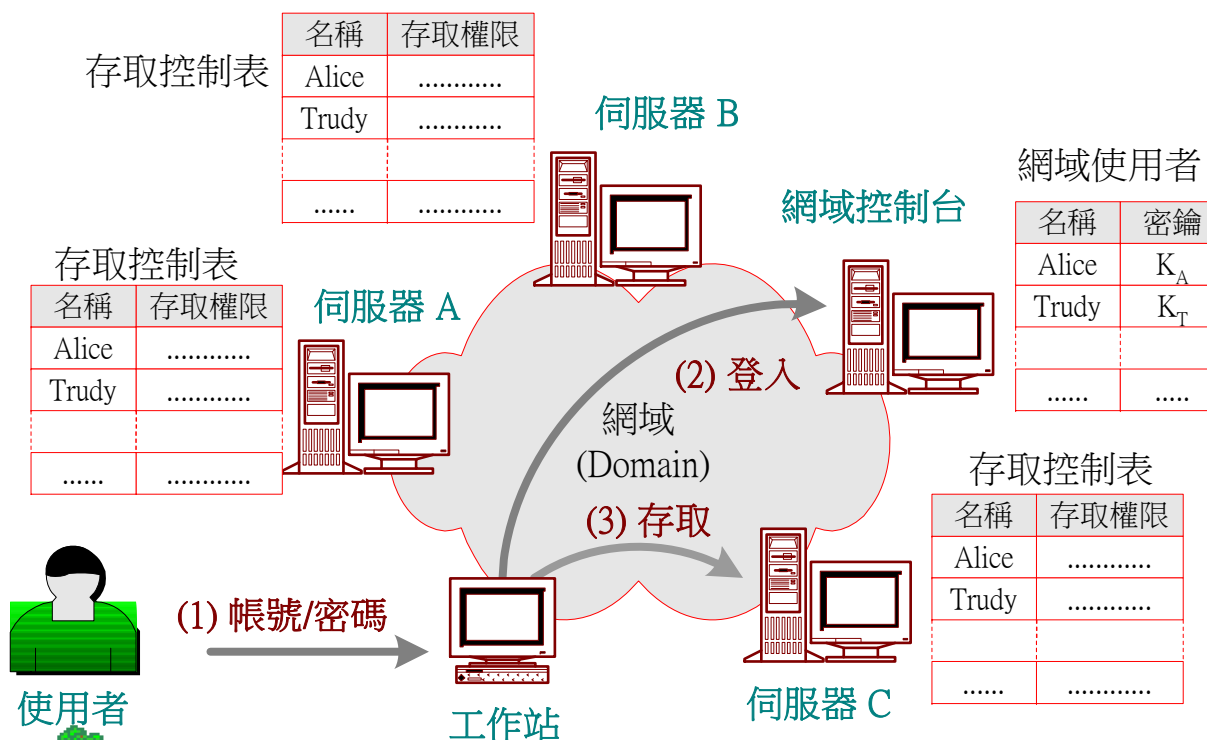 存取控制表
名稱 存取權限
Alice ............
Trudy ............
...... ............
伺服器 B
網域使用者
名稱 密鑰
Alice K_A
Trudy K_T
...... .....
網域控制台
存取控制表
名稱 存取權限
Alice ............
Trudy ............
...... ............
伺服器 A
(2) 登入
網域
(Domain)
(3) 存取
存取控制表
名稱 存取權限
Alice ............
Trudy ............
...... ............
(1) 帳號/密碼
使用者
工作站
伺服器 C